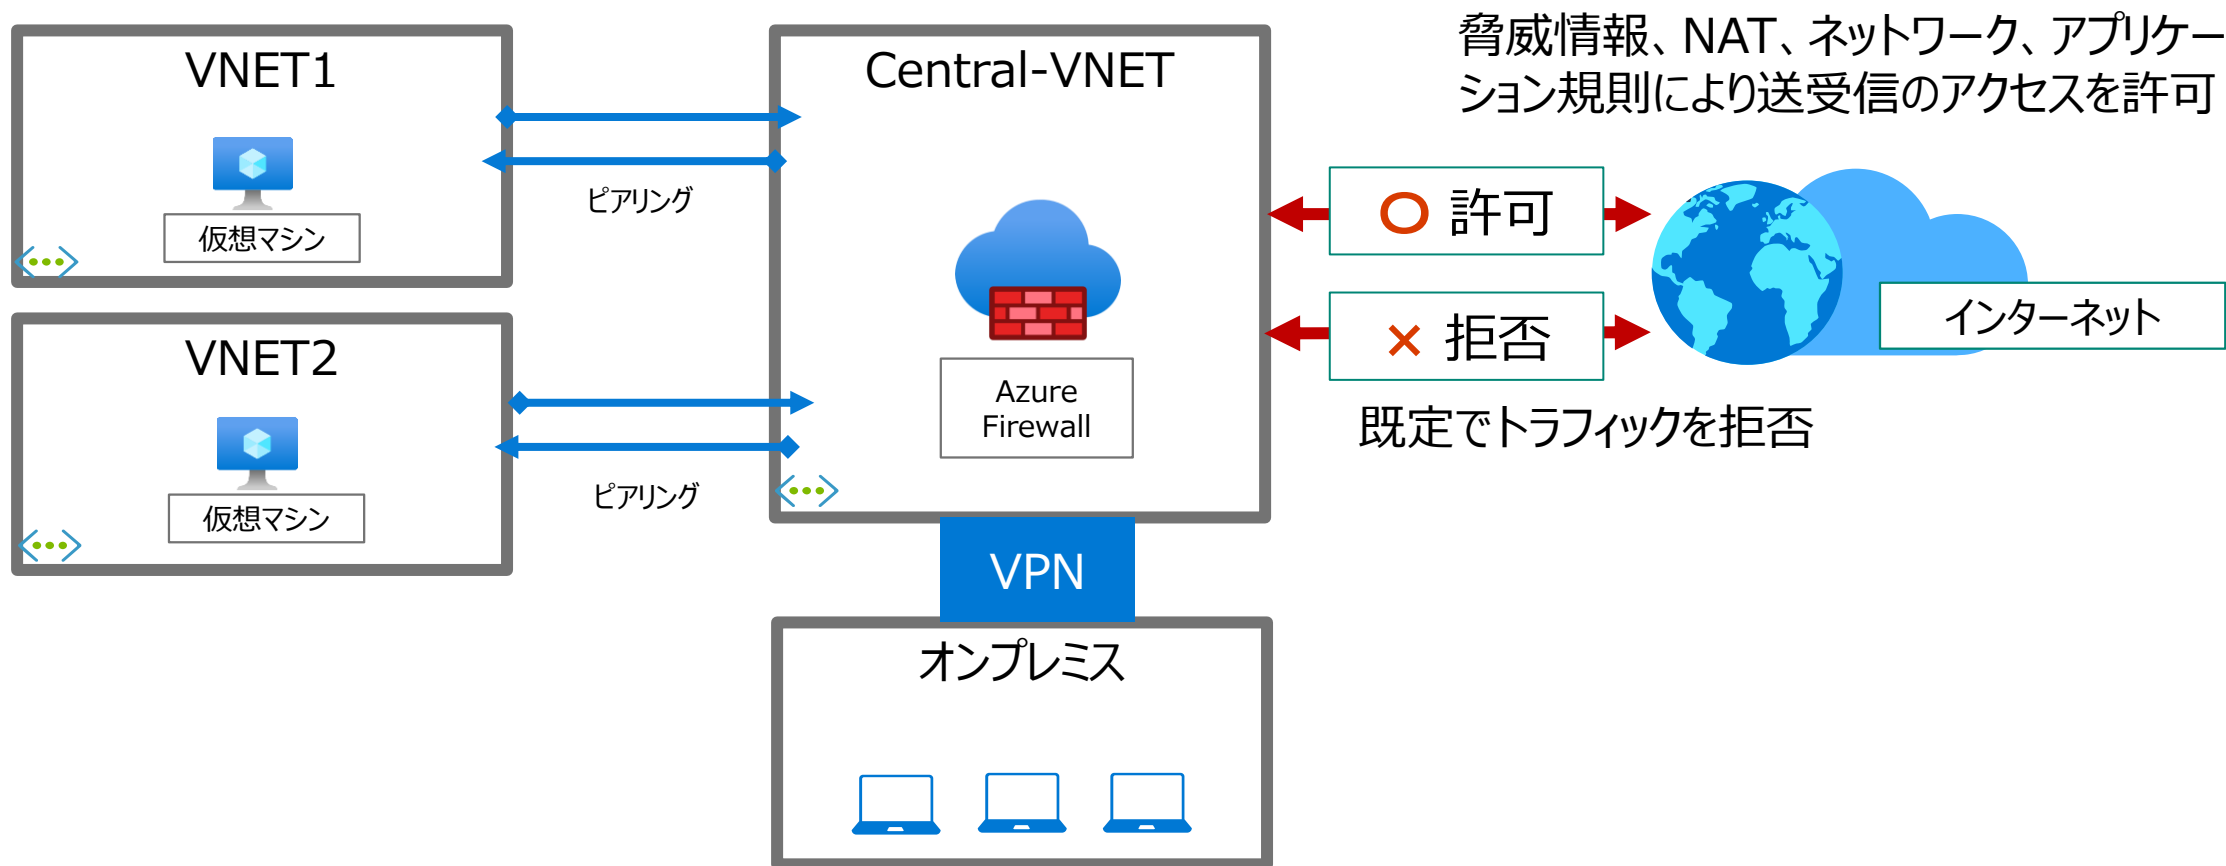 VNET1
仮想マシン
ピアリング
VNET2
仮想マシン
ピアリング
Central-VNET
Azure
Firewall
VPN
オンプレミス
脅威情報、NAT、ネットワーク、アプリケー
ション規則により送受信のアクセスを許可
○ 許可
× 拒否
既定でトラフィックを拒否
インターネット